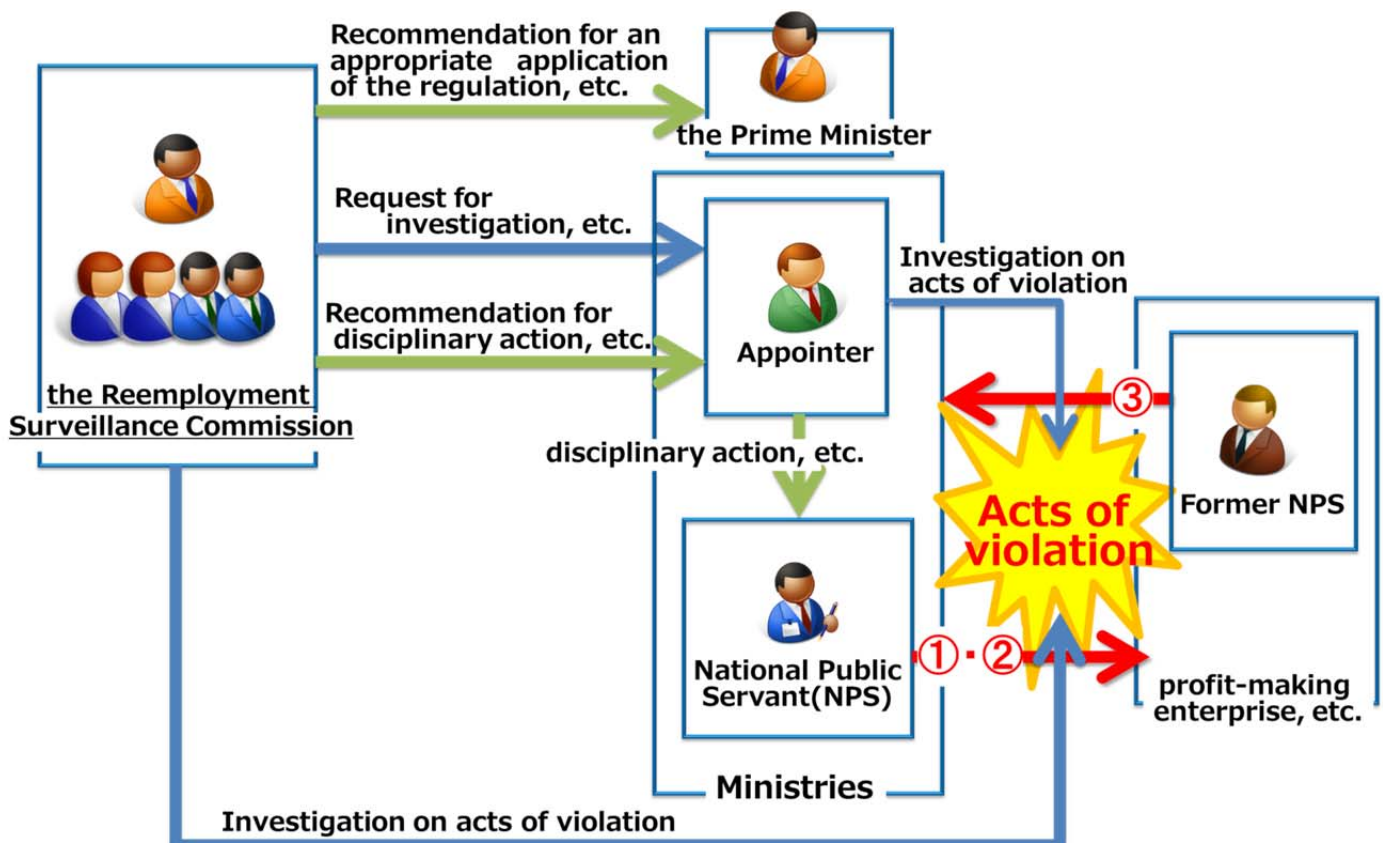 Recommendation for an
appropriate application
of the regulation, etc.
the Prime Minister
Request for
investigation, etc.
Recommendation for
disciplinary action, etc.
the Reemployment
Surveillance Commission
Appointer
Investigation on
acts of violation
disciplinary action, etc.
③
Former NPS
Acts of
violation
National Public
Servant(NPS)
①・②
profit-making
enterprise, etc.
Ministries
Investigation on acts of violation